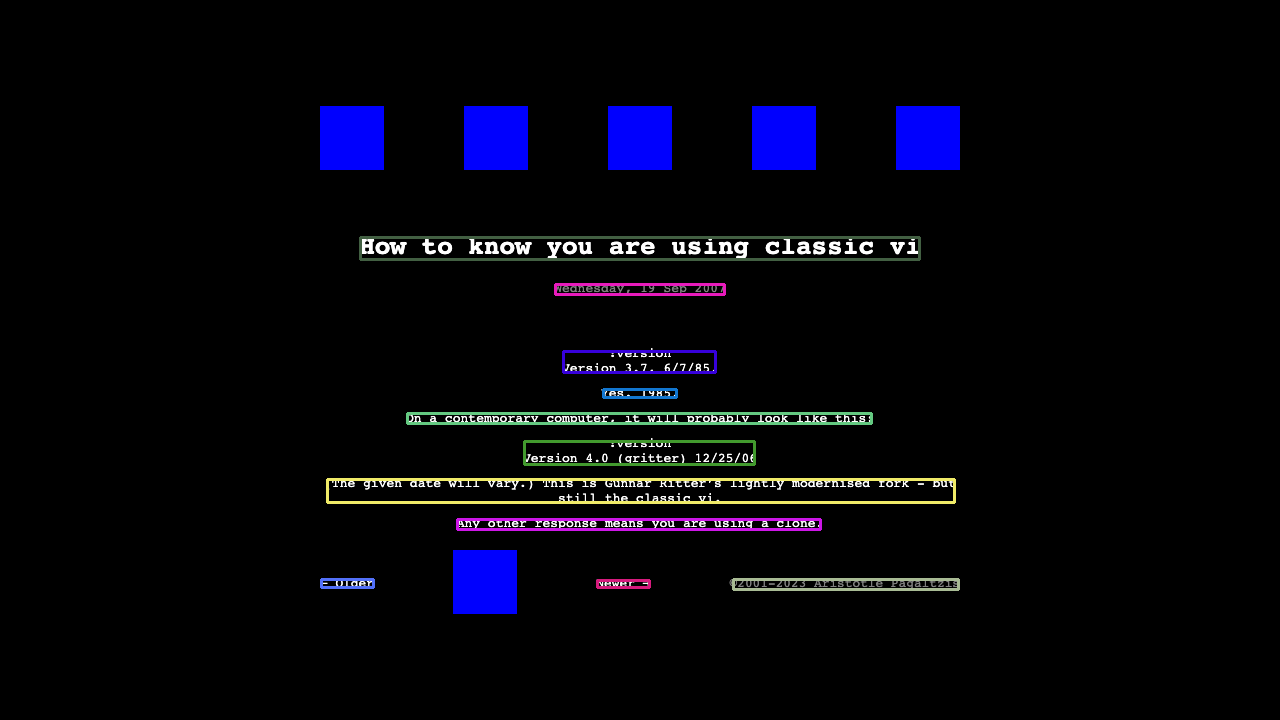 How to know you are using classic vi
Wednesday, 19 Sep 2007
:version
Version 3.7, 6/7/85.
Yes. 1985.
On a contemporary computer, it will probably look like this:
:version
Version 4.0 (gritter) 12/25/06
(The given date will vary.) This is Gunnar Ritter's lightly modernised fork – but
still the classic vi.
Any other response means you are using a clone.
← Older
Newer →
©2001–2023 Aristotle Pagaltzis